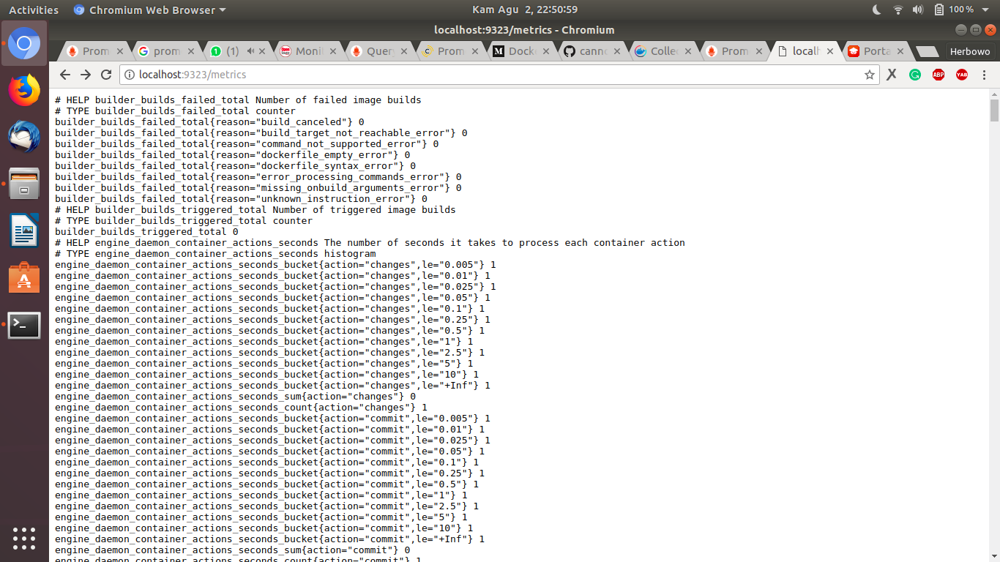 Activities
Chromium Web Browser
Kam Agu 2, 22:50:59
100 %
localhost:9323/metrics - Chromium
Prom
prom
(1)
Monit
Query
Prom
Docke
canno
Collec
Prom
localh
Porta
Herbowo
localhost:9323/metrics
ABP
YAB
# HELP builder_builds_failed_total Number of failed image builds
# TYPE builder_builds_failed_total counter
builder_builds_failed_total{reason="build_canceled"} 0
builder_builds_failed_total{reason="build_target_not_reachable_error"} 0
builder_builds_failed_total{reason="command_not_supported_error"} 0
builder_builds_failed_total{reason="dockerfile_empty_error"} 0
builder_builds_failed_total{reason="dockerfile_syntax_error"} 0
builder_builds_failed_total{reason="error_processing_commands_error"} 0
builder_builds_failed_total{reason="missing_onbuild_arguments_error"} 0
builder_builds_failed_total{reason="unknown_instruction_error"} 0
# HELP builder_builds_triggered_total Number of triggered image builds
# TYPE builder_builds_triggered_total counter
builder_builds_triggered_total 0
# HELP engine_daemon_container_actions_seconds The number of seconds it takes to process each container action
# TYPE engine_daemon_container_actions_seconds histogram
engine_daemon_container_actions_seconds_bucket{action="changes",le="0.005"} 1
engine_daemon_container_actions_seconds_bucket{action="changes",le="0.01"} 1
engine_daemon_container_actions_seconds_bucket{action="changes",le="0.025"} 1
engine_daemon_container_actions_seconds_bucket{action="changes",le="0.05"} 1
engine_daemon_container_actions_seconds_bucket{action="changes",le="0.1"} 1
engine_daemon_container_actions_seconds_bucket{action="changes",le="0.25"} 1
engine_daemon_container_actions_seconds_bucket{action="changes",le="0.5"} 1
engine_daemon_container_actions_seconds_bucket{action="changes",le="1"} 1
engine_daemon_container_actions_seconds_bucket{action="changes",le="2.5"} 1
engine_daemon_container_actions_seconds_bucket{action="changes",le="5"} 1
engine_daemon_container_actions_seconds_bucket{action="changes",le="10"} 1
engine_daemon_container_actions_seconds_bucket{action="changes",le="+Inf"} 1
engine_daemon_container_actions_seconds_sum{action="changes"} 0
engine_daemon_container_actions_seconds_count{action="changes"} 1
engine_daemon_container_actions_seconds_bucket{action="commit",le="0.005"} 1
engine_daemon_container_actions_seconds_bucket{action="commit",le="0.01"} 1
engine_daemon_container_actions_seconds_bucket{action="commit",le="0.025"} 1
engine_daemon_container_actions_seconds_bucket{action="commit",le="0.05"} 1
engine_daemon_container_actions_seconds_bucket{action="commit",le="0.1"} 1
engine_daemon_container_actions_seconds_bucket{action="commit",le="0.25"} 1
engine_daemon_container_actions_seconds_bucket{action="commit",le="0.5"} 1
engine_daemon_container_actions_seconds_bucket{action="commit",le="1"} 1
engine_daemon_container_actions_seconds_bucket{action="commit",le="2.5"} 1
engine_daemon_container_actions_seconds_bucket{action="commit",le="5"} 1
engine_daemon_container_actions_seconds_bucket{action="commit",le="10"} 1
engine_daemon_container_actions_seconds_bucket{action="commit",le="+Inf"} 1
engine_daemon_container_actions_seconds_sum{action="commit"} 0
engine_daemon_container_actions_seconds_count{action="commit"} 1